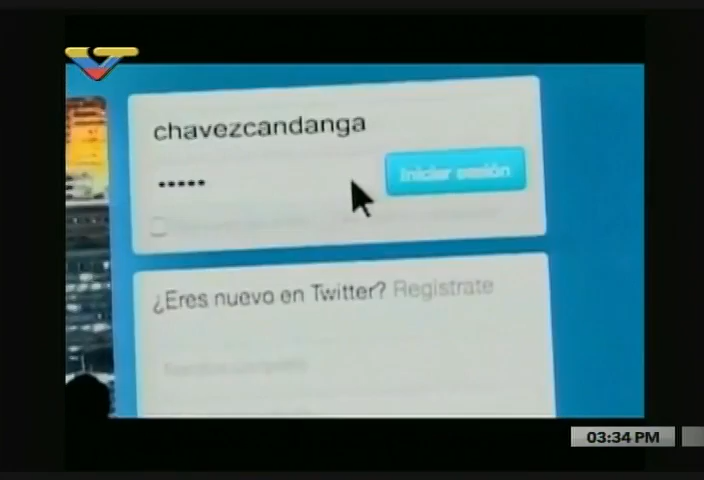 chavezcandanga
•••••
Iniciar sesión
¿Eres nuevo en Twitter? Regístrate
03:34 PM